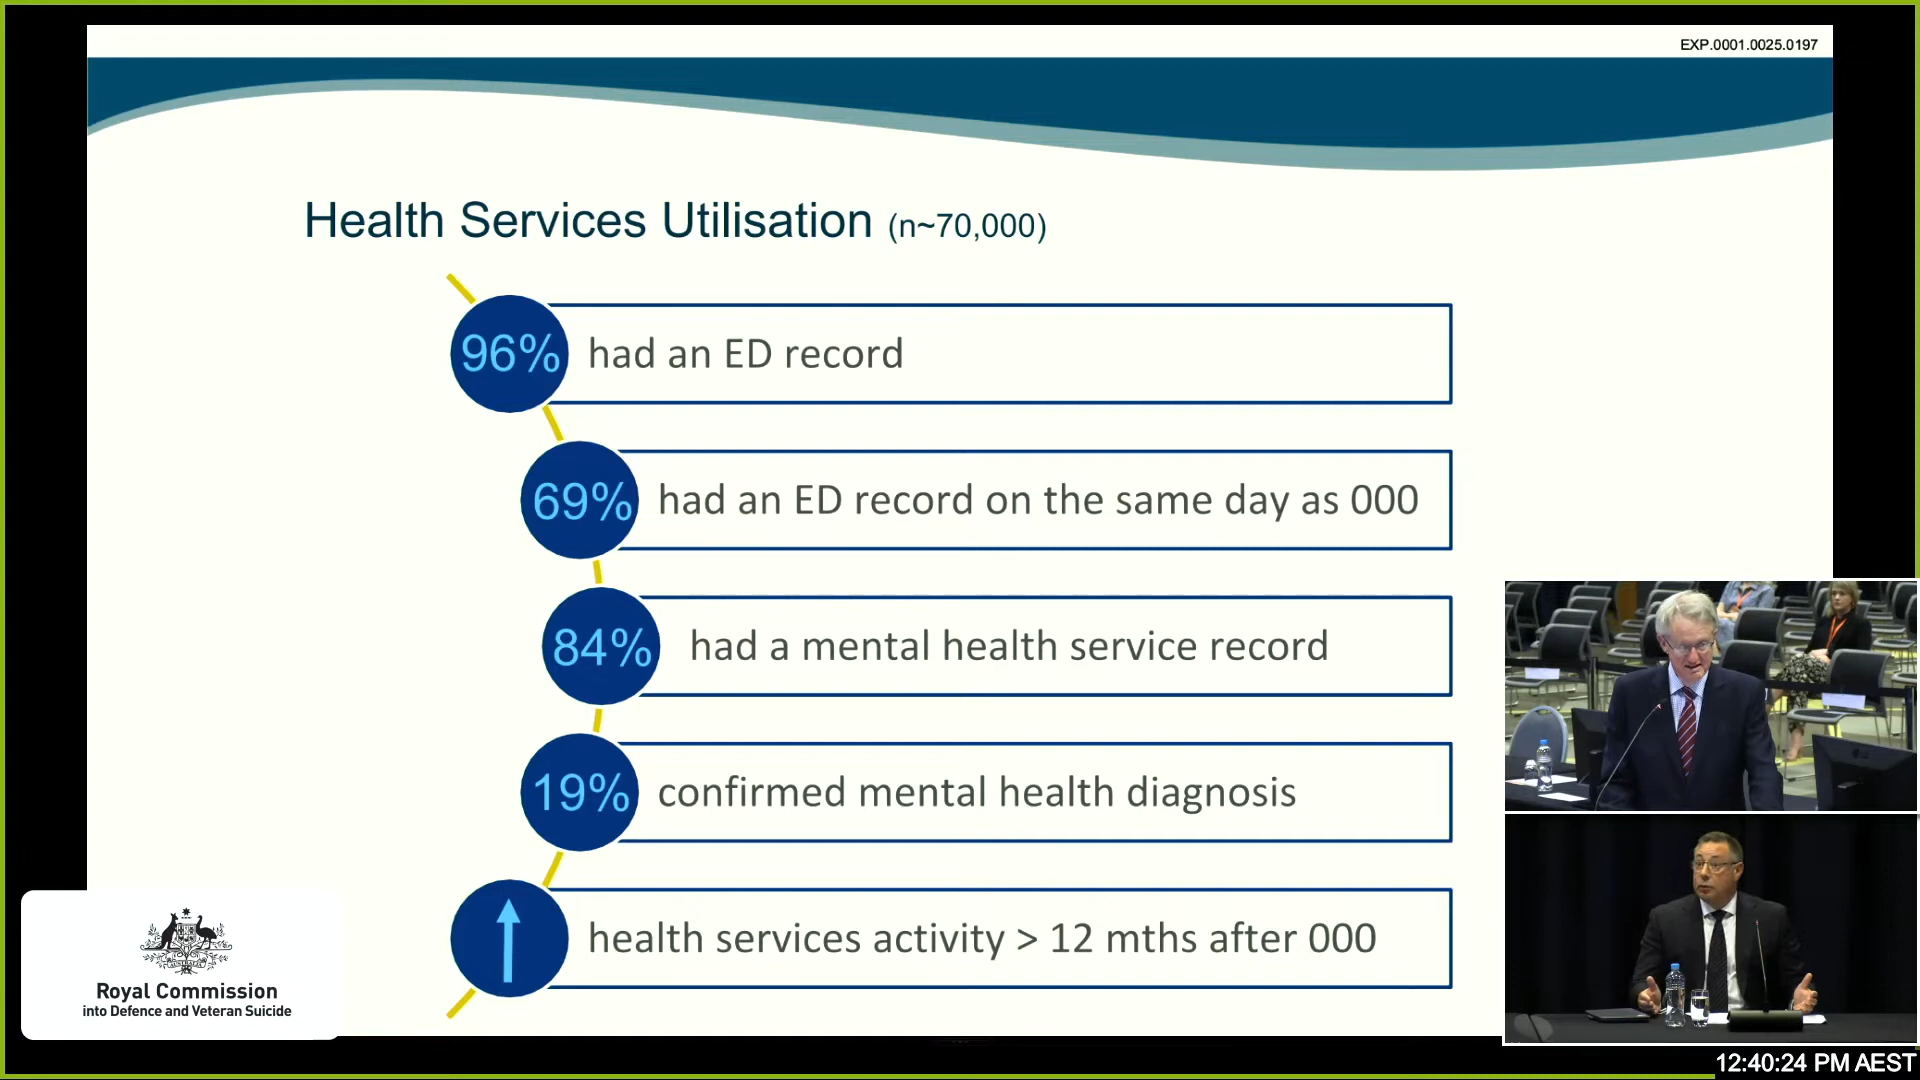 EXP.0001.0025.0197
Health Services Utilisation (n~70,000)
96% had an ED record
69% had an ED record on the same day as 000
84% had a mental health service record
19% confirmed mental health diagnosis
health services activity > 12 mths after 000
AUSTRALIA
Royal Commission
into Defence and Veteran Suicide
12:40:24 PM AEST